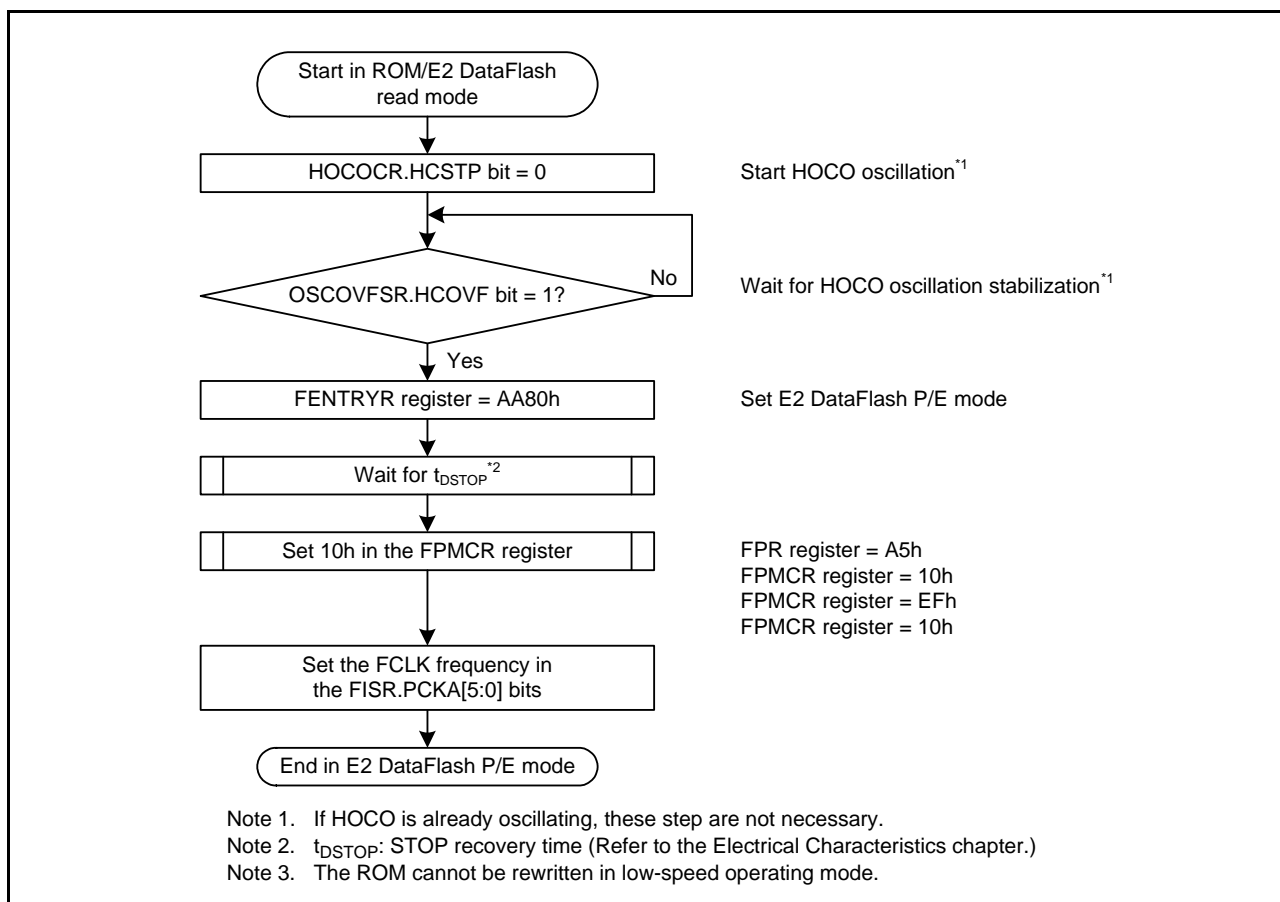 Start in ROM/E2 DataFlash
read mode
HOCOCR.HCSTP bit = 0
Start HOCO oscillation*1
No
OSCOVFSR.HCOVF bit = 1?
Wait for HOCO oscillation stabilization*1
Yes
FENTRYR register = AA80h
Set E2 DataFlash P/E mode
Wait for tDSTOP*2
Set 10h in the FPMCR register
FPR register = A5h
FPMCR register = 10h
FPMCR register = EFh
FPMCR register = 10h
Set the FCLK frequency in
the FISR.PCKA[5:0] bits
End in E2 DataFlash P/E mode
Note 1. If HOCO is already oscillating, these step are not necessary.
Note 2. tDSTOP: STOP recovery time (Refer to the Electrical Characteristics chapter.)
Note 3. The ROM cannot be rewritten in low-speed operating mode.